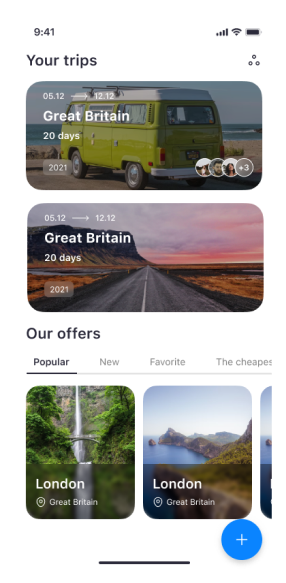 9:41
Your trips
05.12 → 12.12
Great Britain
20 days
2021
+3
05.12 → 12.12
Great Britain
20 days
2021
Our offers
Popular New Favorite The cheapes
London London
Great Britain Great Britain